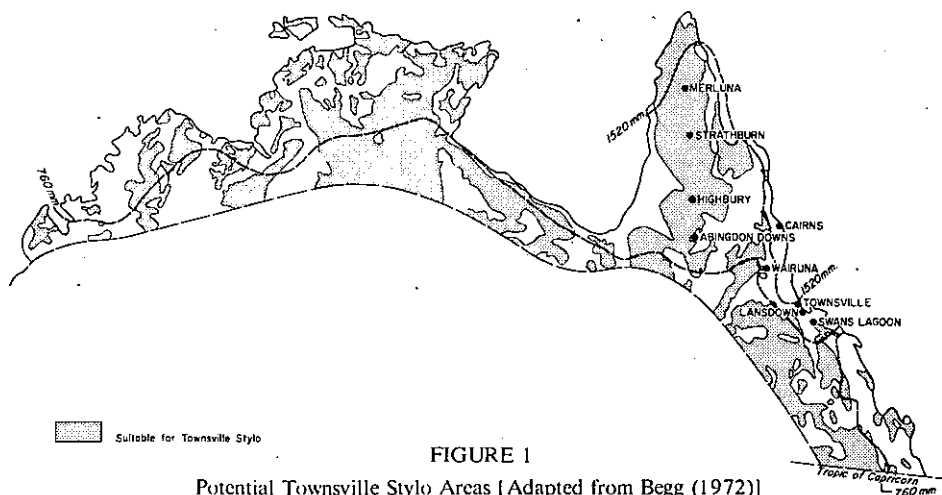 1520 mm
MERLUNA
STRATHBURN
760 mm
HIGHBURY
CAIRNS
ABINGDON DOWNS
WAIRUNA
1520 mm
TOWNSVILLE
LANSDOWN
SWANS LAGOON
Suitable for Townsville Stylo
FIGURE 1
Tropic of Capricorn
760 mm
Potential Townsville Stylo Areas [Adapted from Begg (1972)]